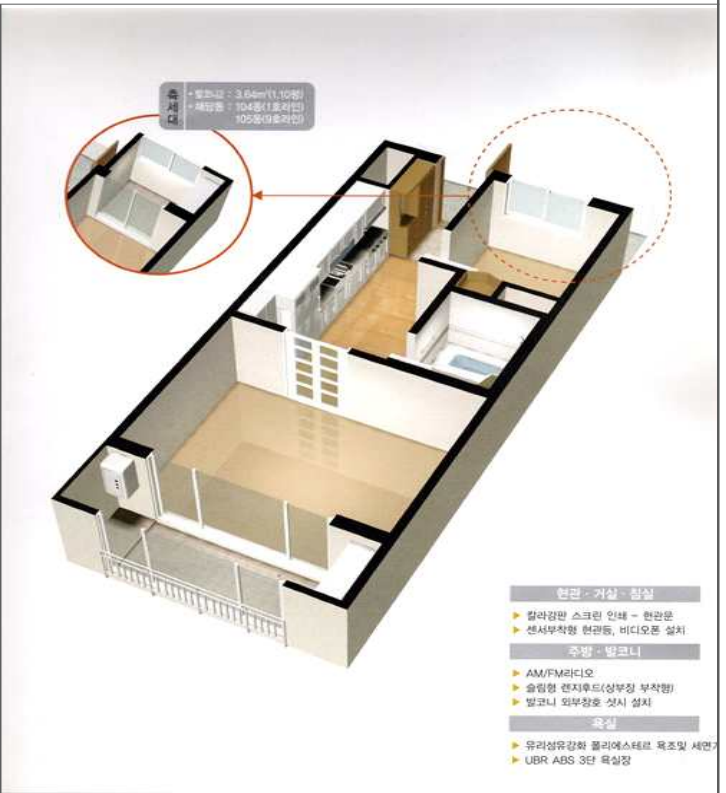 측세대
• 발코니 : 3.64m²(1.10평)
• 해당동 : 104동(1호라인)
105동(9호라인)
현관 · 거실 · 침실
▶ 칼라강판 스크린 인쇄 - 현관문
▶ 센서부착형 현관등, 비디오폰 설치
주방 · 발코니
▶ AM/FM라디오
▶ 슬림형 렌지후드(상부장 부착형)
▶ 발코니 외부창호 샷시 설치
욕실
▶ 유리섬유강화 폴리에스테르 욕조및 세면기
▶ UBR ABS 3단 욕실장